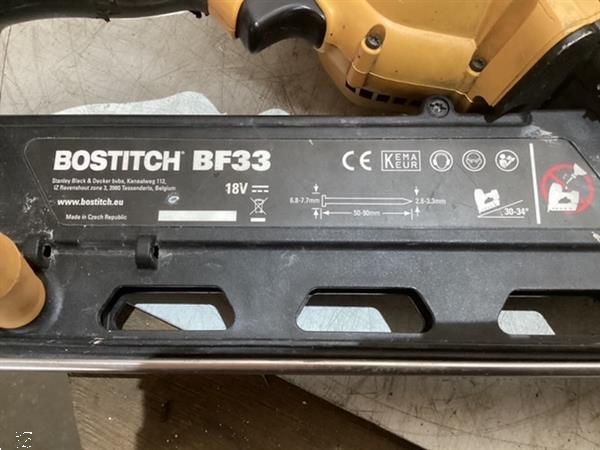 BOSTITCH® BF33
Stanley Black & Decker bvba, Kanaalweg 112,
IZ Ravenshout zone 3, 3980 Tessenderlo, Belgium
www.bostitch.eu
18V
Made in Czech Republic
CE KEMA KEUR
6.8-7.7mm
2.8-3.3mm
50-90mm
30-34°